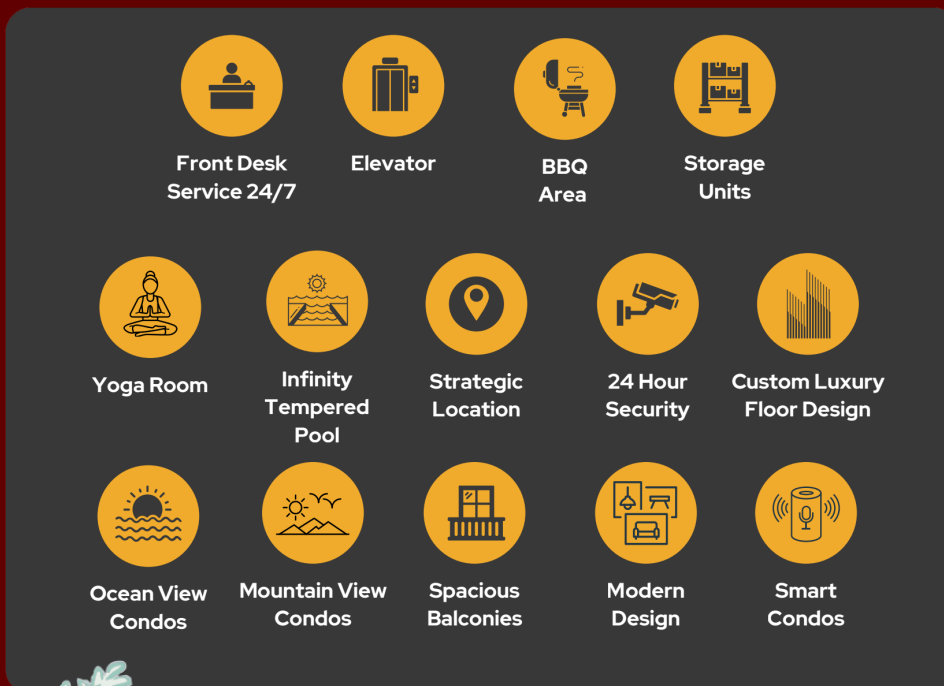 Front Desk
Service 24/7
Elevator
BBQ
Area
Storage
Units
Yoga Room
Infinity
Tempered
Pool
Strategic
Location
24 Hour
Security
Custom Luxury
Floor Design
Ocean View
Condos
Mountain View
Condos
Spacious
Balconies
Modern
Design
Smart
Condos